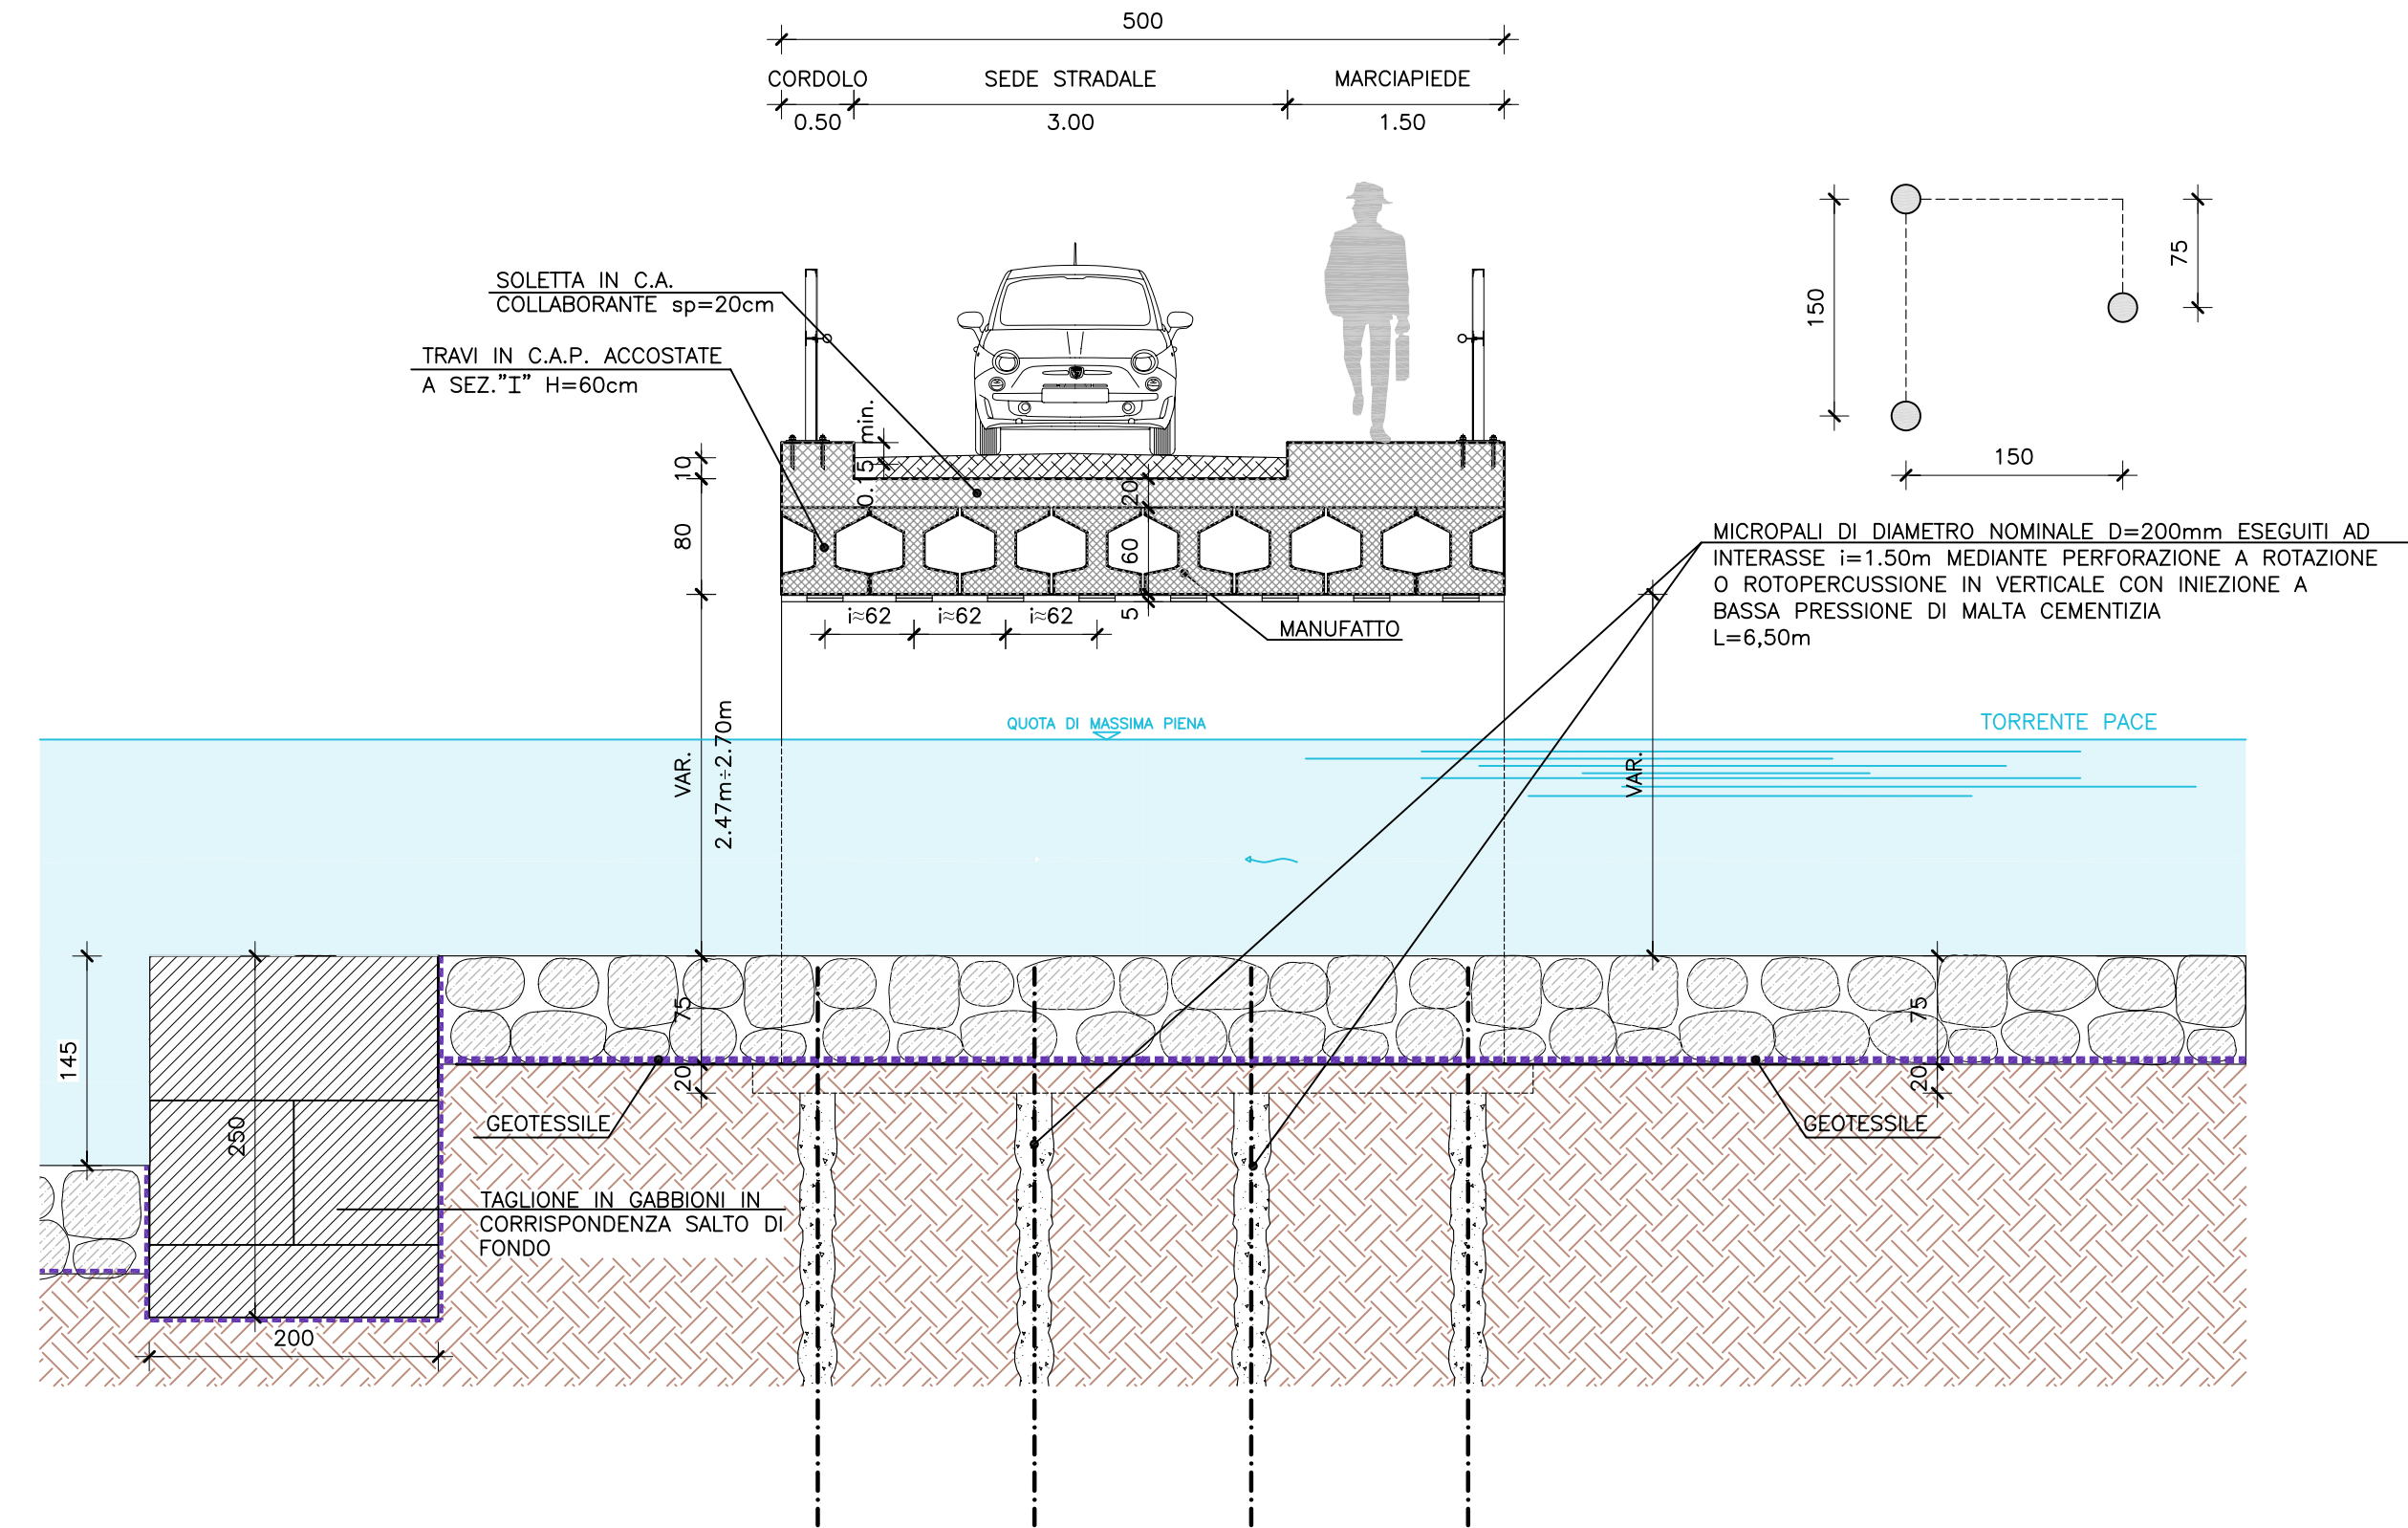 500
CORDOLO
SEDE STRADALE
MARCIAPIEDE
0.50
3.00
1.50
150
75
150
SOLETTA IN C.A.
COLLABORANTE sp=20cm
TRAVI IN C.A.P. ACCOSTATE
A SEZ."I" H=60cm
0.15 min.
10
80
20
60
5
i≈62
i≈62
i≈62
MANUFATTO
MICROPALI DI DIAMETRO NOMINALE D=200mm ESEGUITI AD
INTERASSE i=1.50m MEDIANTE PERFORAZIONE A ROTAZIONE
O ROTOPERCUSSIONE IN VERTICALE CON INIEZIONE A
BASSA PRESSIONE DI MALTA CEMENTIZIA
L=6,50m
QUOTA DI MASSIMA PIENA
TORRENTE PACE
VAR.
2.47m÷2.70m
VAR.
145
250
200
75
20
75
20
GEOTESSILE
GEOTESSILE
TAGLIONE IN GABBIONI IN
CORRISPONDENZA SALTO DI
FONDO